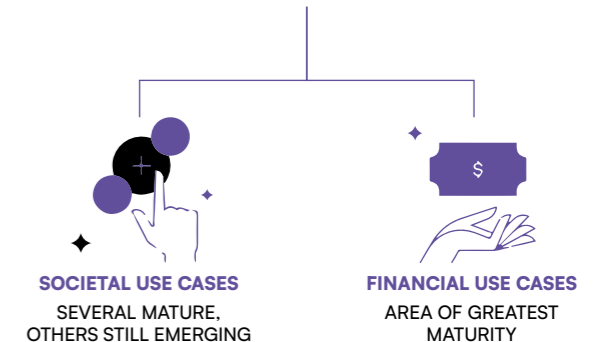 $
SOCIETAL USE CASES
SEVERAL MATURE,
OTHERS STILL EMERGING
FINANCIAL USE CASES
AREA OF GREATEST
MATURITY